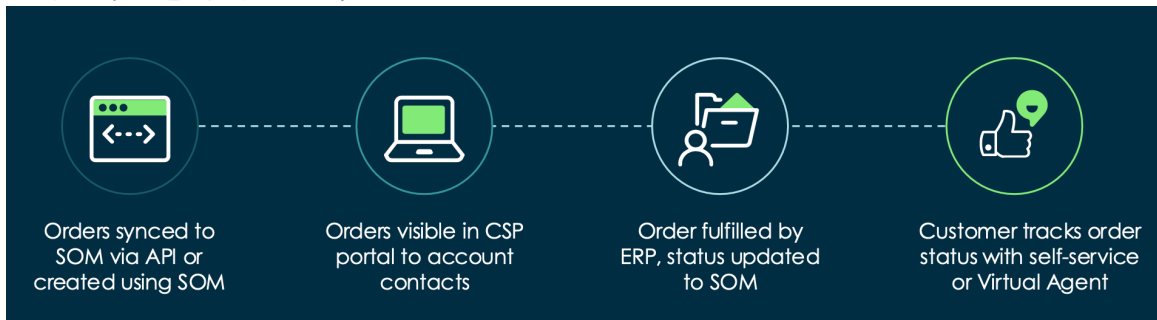 Orders synced to
SOM via API or
created using SOM
Orders visible in CSP
portal to account
contacts
Order fulfilled by
ERP, status updated
to SOM
Customer tracks order
status with self-service
or Virtual Agent